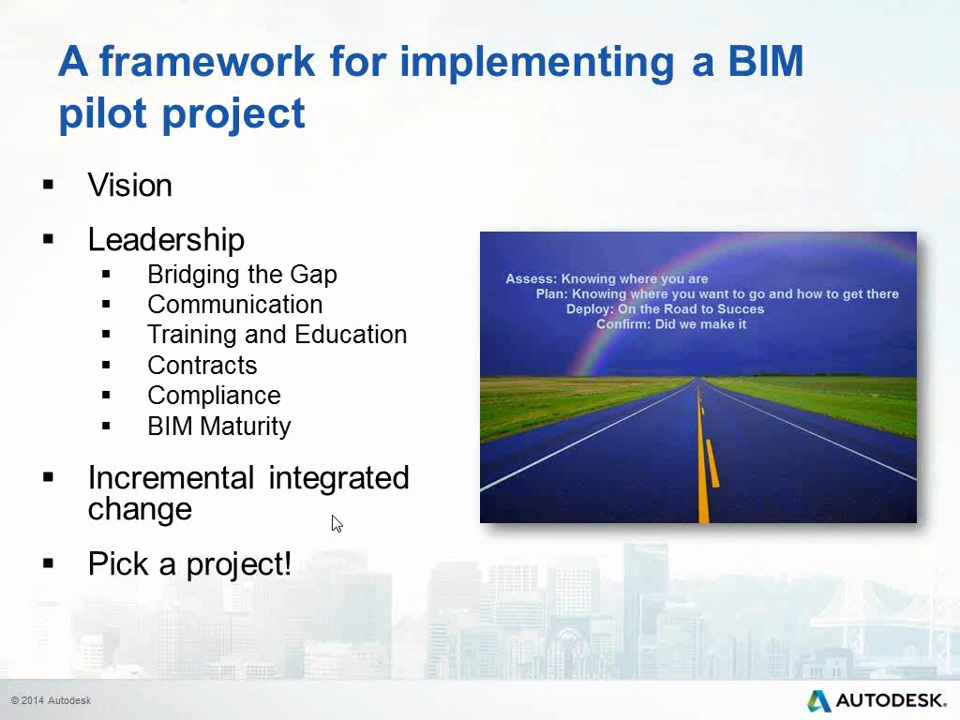 A framework for implementing a BIM
pilot project
▪ Vision
▪ Leadership
▪ Bridging the Gap
▪ Communication
▪ Training and Education
▪ Contracts
▪ Compliance
▪ BIM Maturity
▪ Incremental integrated
change
▪ Pick a project!
Assess: Knowing where you are
Plan: Knowing where you want to go and how to get there
Deploy: On the Road to Succes
Confirm: Did we make it
© 2014 Autodesk
AUTODESK.